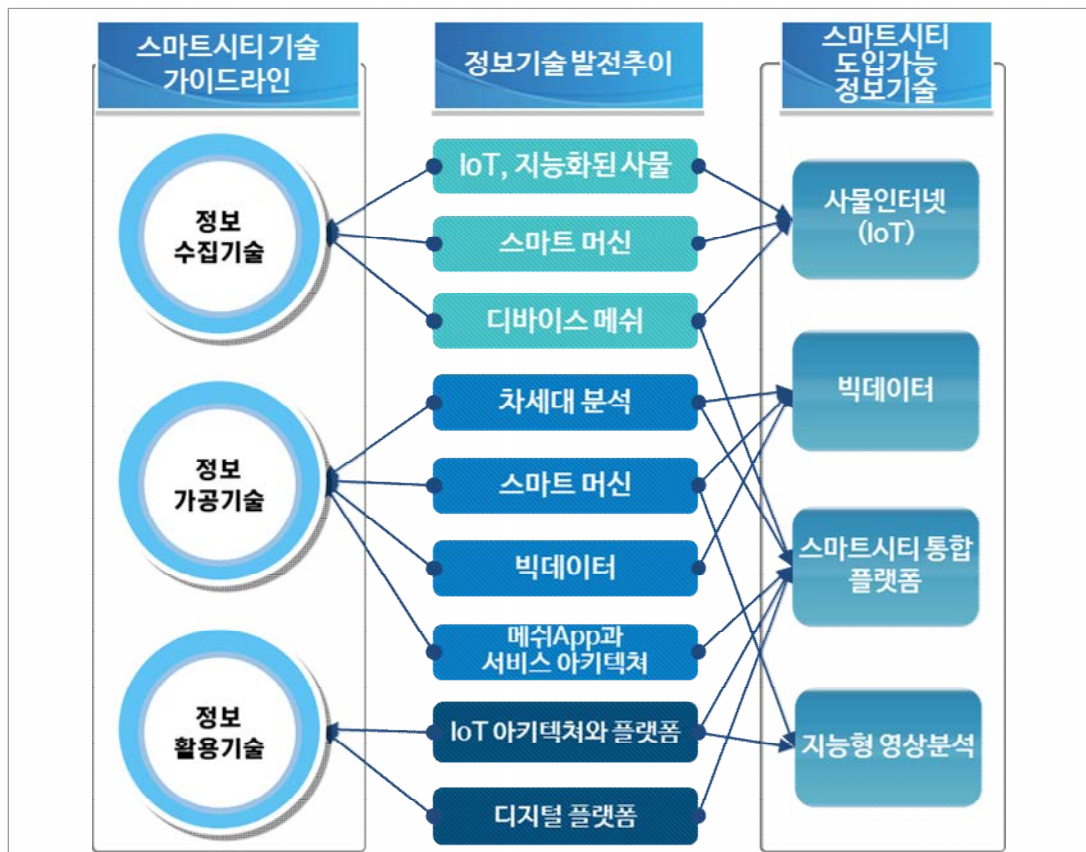 스마트시티 기술
가이드라인
정보기술 발전추이
스마트시티
도입가능
정보기술
정보
수집기술
정보
가공기술
정보
활용기술
IoT, 지능화된 사물
스마트 머신
디바이스 메쉬
차세대 분석
스마트 머신
빅데이터
메쉬App과
서비스 아키텍쳐
IoT 아키텍쳐와 플랫폼
디지털 플랫폼
사물인터넷
(IoT)
빅데이터
스마트시티 통합
플랫폼
지능형 영상분석